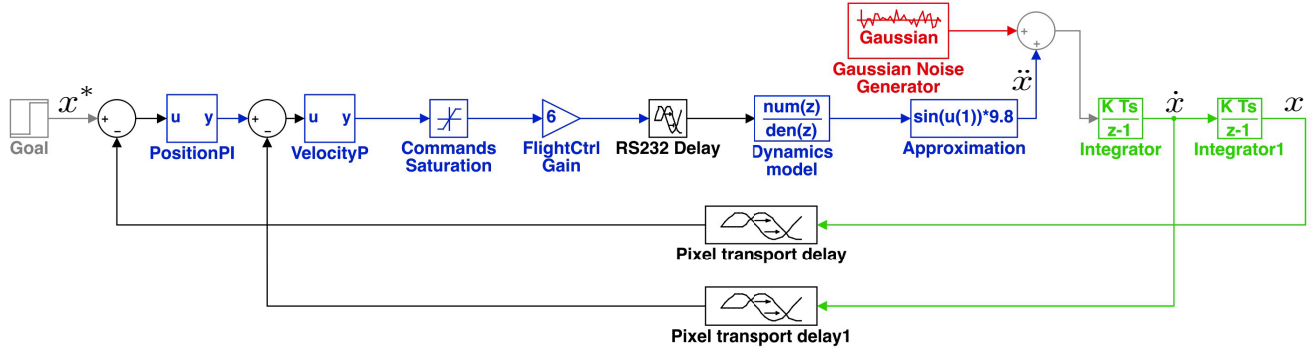 Gaussian
Gaussian Noise
Generator
+
+
ẍ
x*
Goal
+
−
u y
PositionPI
+
−
u y
VelocityP
Commands
Saturation
6
FlightCtrl
Gain
RS232 Delay
num(z)
den(z)
Dynamics
model
sin(u(1))*9.8
Approximation
K Ts
z-1
Integrator
ẋ
K Ts
z-1
Integrator1
x
Pixel transport delay
Pixel transport delay1